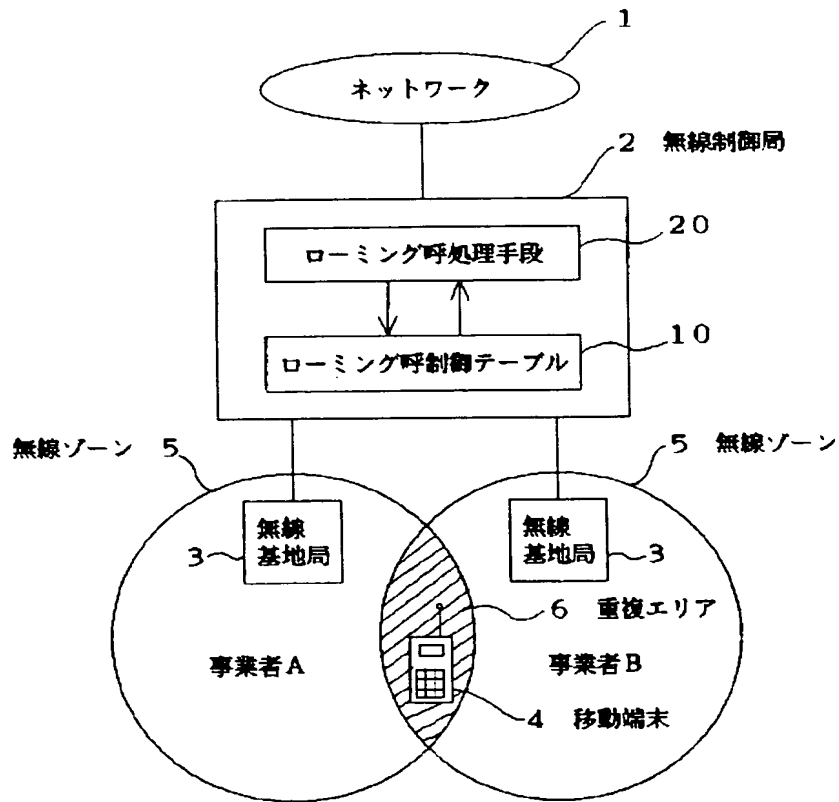 1
ネットワーク
2 無線制御局
ローミング呼処理手段
20
ローミング呼制御テーブル
10
無線ゾーン 5
5 無線ゾーン
無線
基地局
3
無線
基地局
3
6 重複エリア
事業者A
事業者B
4 移動端末